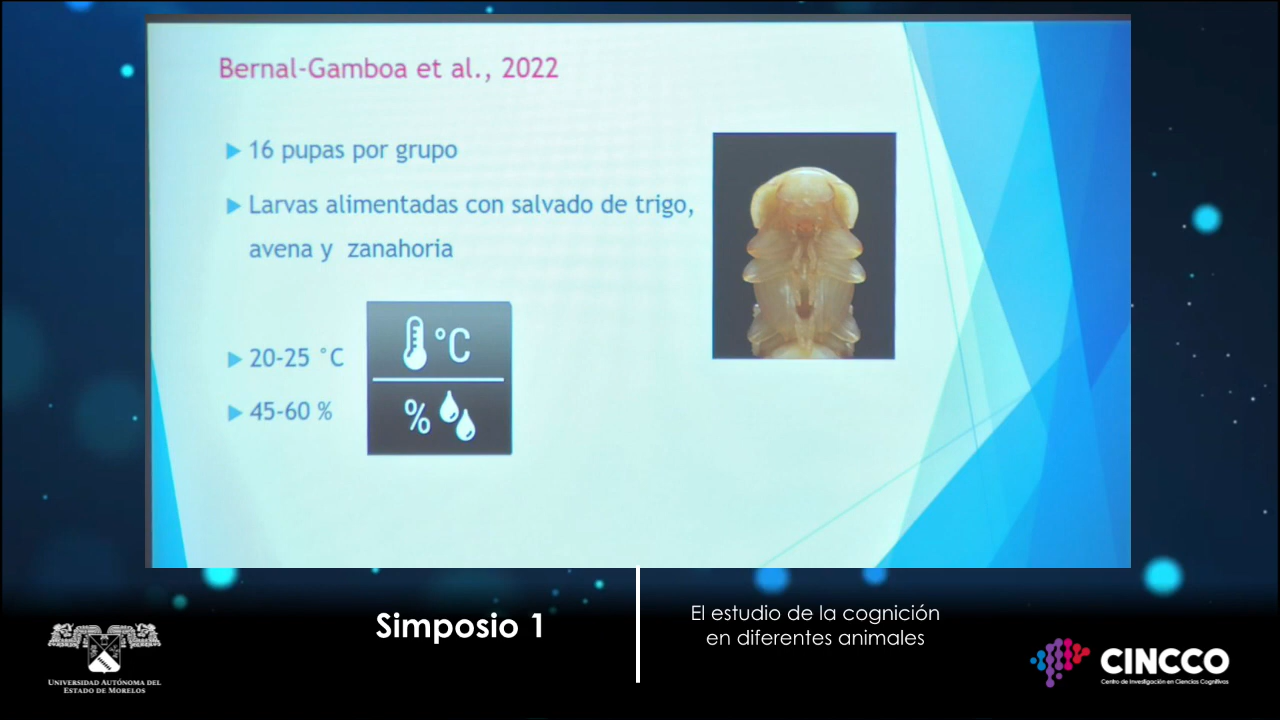 Bernal-Gamboa et al., 2022
16 pupas por grupo
Larvas alimentadas con salvado de trigo,
avena y zanahoria
20-25 °C
45-60 %
°C
%
Simposio 1
El estudio de la cognición
en diferentes animales
UNIVERSIDAD AUTÓNOMA DEL
ESTADO DE MORELOS
CINCCO
Centro de Investigación en Ciencias Cognitivas